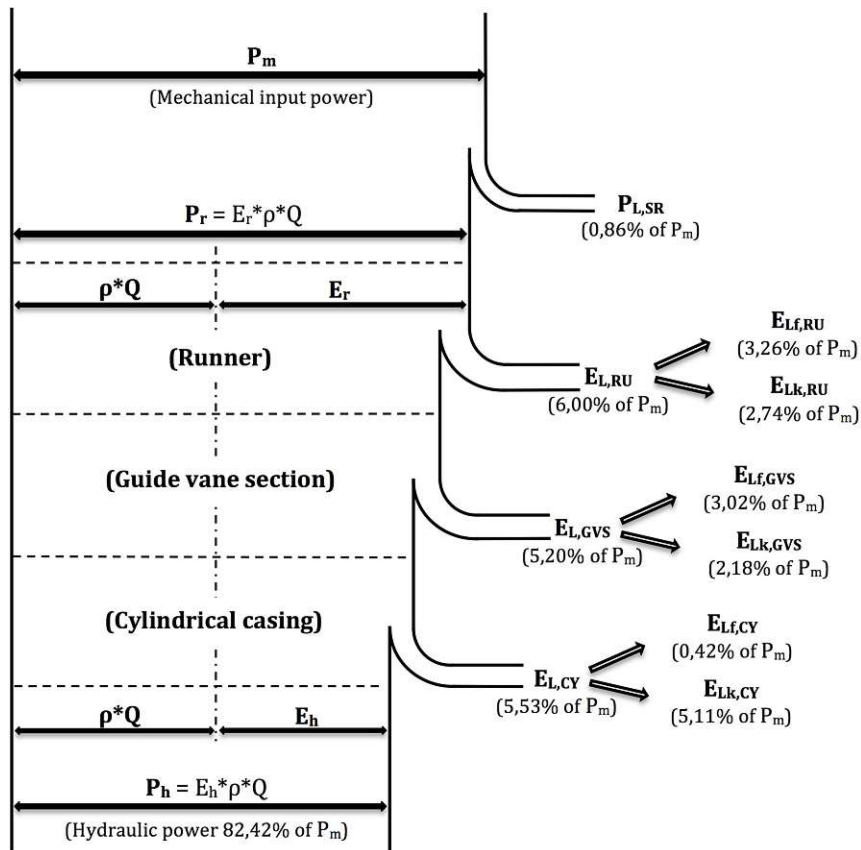 Pm
(Mechanical input power)
Pr = Er*ρ*Q
PL,SR
(0,86% of Pm)
ρ*Q
Er
ELf,RU
(3,26% of Pm)
(Runner)
EL,RU
(6,00% of Pm)
ELk,RU
(2,74% of Pm)
(Guide vane section)
ELf,GVS
(3,02% of Pm)
EL,GVS
(5,20% of Pm)
ELk,GVS
(2,18% of Pm)
(Cylindrical casing)
ELf,CY
(0,42% of Pm)
EL,CY
(5,53% of Pm)
ELk,CY
(5,11% of Pm)
ρ*Q
Eh
Ph = Eh*ρ*Q
(Hydraulic power 82,42% of Pm)